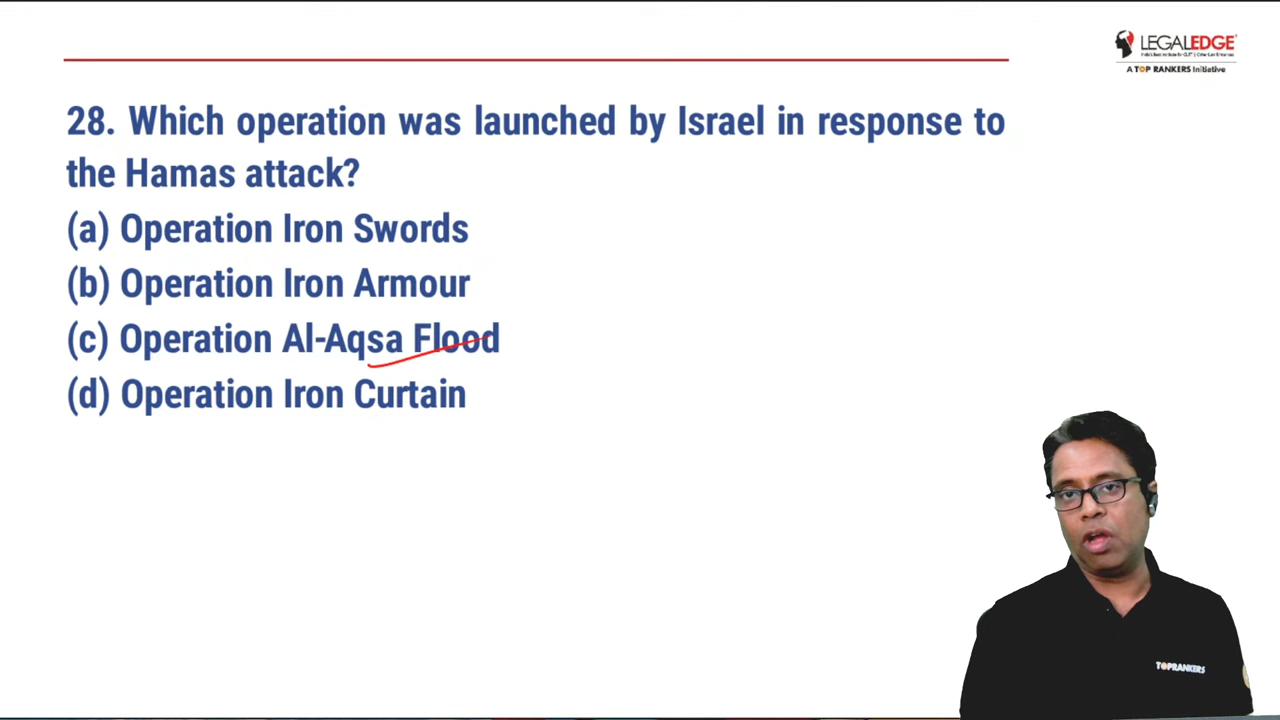 LEGALEDGE
A TOP RANKERS Initiative
28. Which operation was launched by Israel in response to
the Hamas attack?
(a) Operation Iron Swords
(b) Operation Iron Armour
(c) Operation Al-Aqsa Flood
(d) Operation Iron Curtain
TOPRANKERS